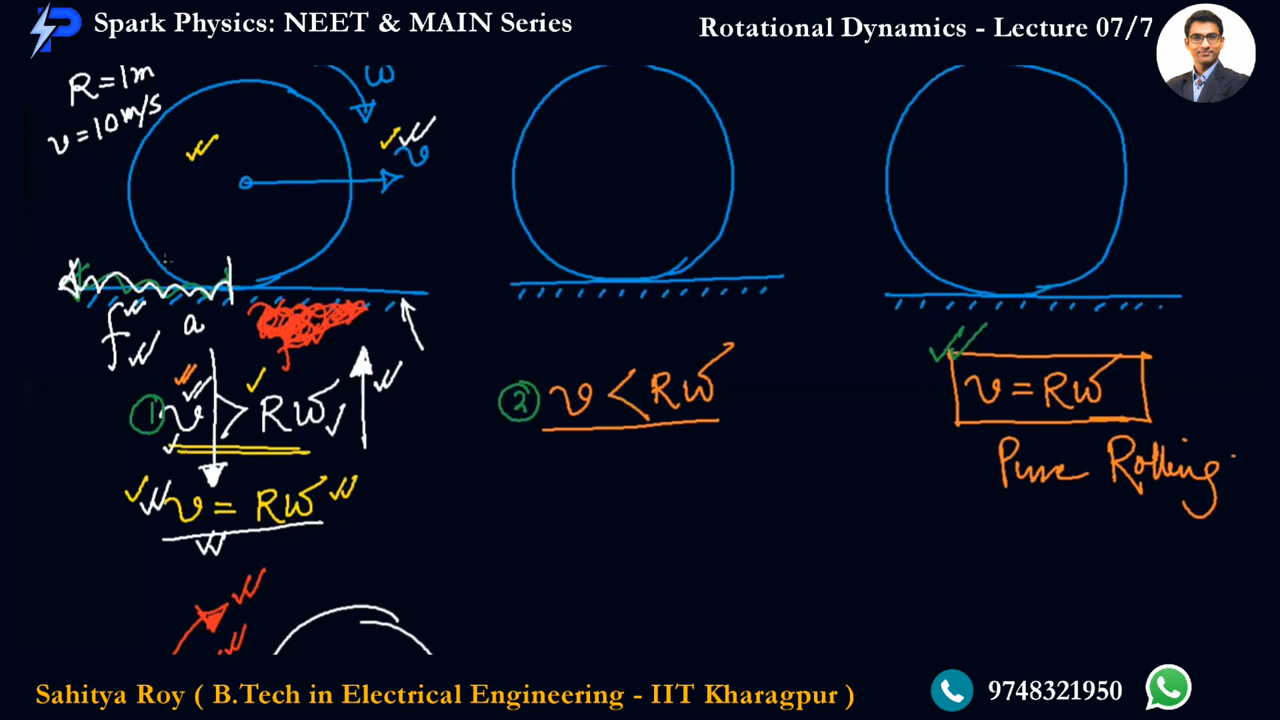 Spark Physics: NEET & MAIN Series
Rotational Dynamics - Lecture 07/7
R = 1m
v = 10 m/s
ω
v
f
a
f
① v > Rω
② v < Rω
v = Rω
v = Rω
Pure Rolling
Sahitya Roy ( B.Tech in Electrical Engineering - IIT Kharagpur )
9748321950